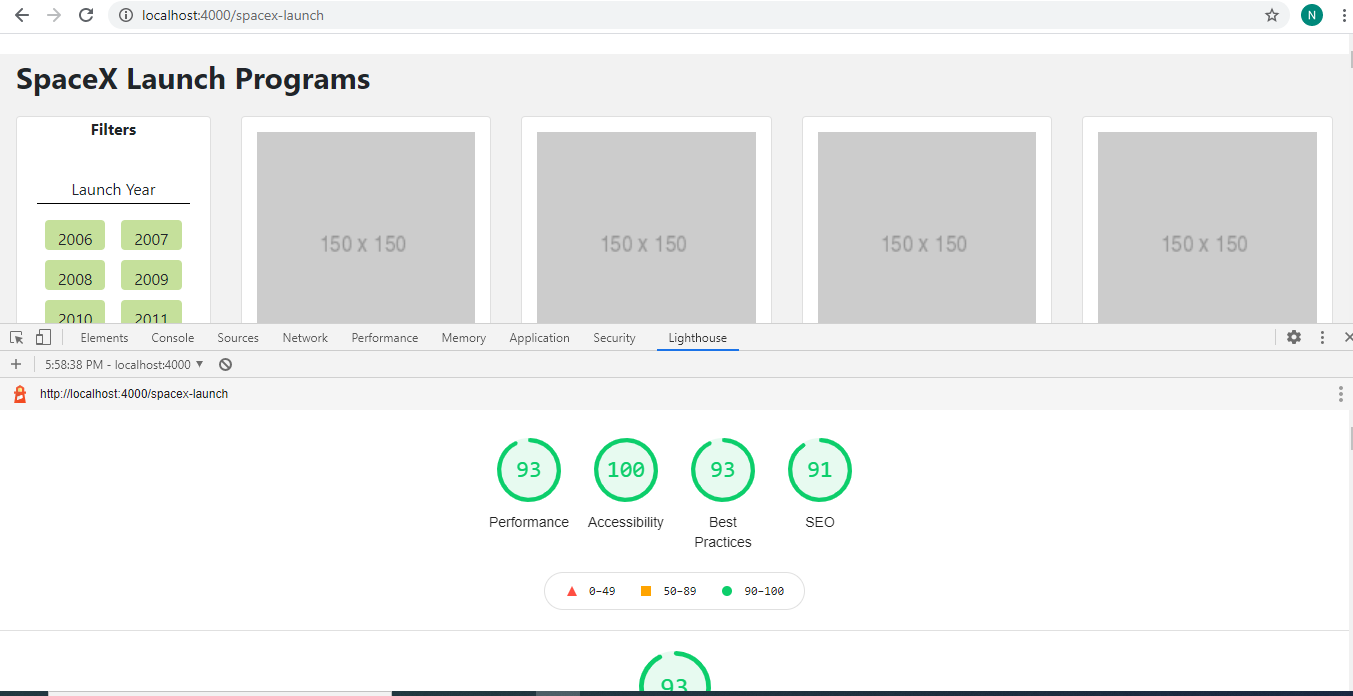 localhost:4000/spacex-launch
N
SpaceX Launch Programs
Filters
Launch Year
2006 2007
2008 2009
2010 2011
150 x 150 150 x 150 150 x 150 150 x 150
Elements Console Sources Network Performance Memory Application Security Lighthouse
5:58:38 PM - localhost:4000
http://localhost:4000/spacex-launch
93 100 93 91
Performance Accessibility Best Practices SEO
0–49 50–89 90–100
93